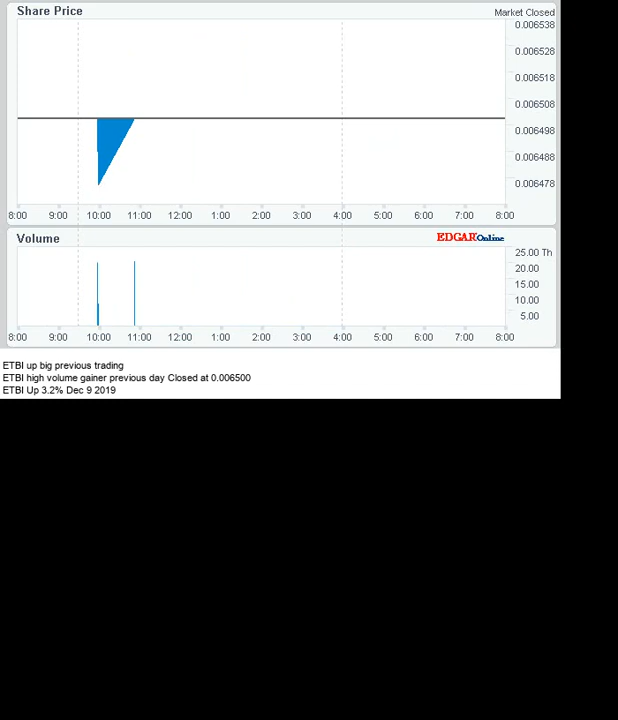 Share Price
Market Closed
0.006538
0.006528
0.006518
0.006508
0.006498
0.006488
0.006478
8:00 9:00 10:00 11:00 12:00 1:00 2:00 3:00 4:00 5:00 6:00 7:00 8:00
Volume
EDGAR Online
25.00 Th
20.00
15.00
10.00
5.00
8:00 9:00 10:00 11:00 12:00 1:00 2:00 3:00 4:00 5:00 6:00 7:00 8:00
ETBI up big previous trading
ETBI high volume gainer previous day Closed at 0.006500
ETBI Up 3.2% Dec 9 2019